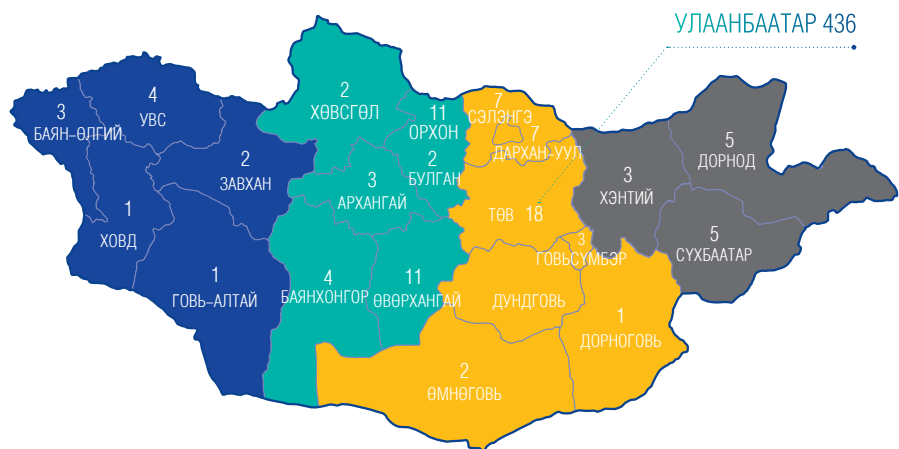 УЛААНБААТАР 436
3
БАЯН-ӨЛГИЙ
4
УВС
2
ЗАВХАН
1
ХОВД
1
ГОВЬ-АЛТАЙ
2
ХӨВСГӨЛ
11
ОРХОН
2
БУЛГАН
3
АРХАНГАЙ
4
БАЯНХОНГОР
11
ӨВӨРХАНГАЙ
7
СЭЛЭНГЭ
7
ДАРХАН-УУЛ
ТӨВ 18
3
ГОВЬСҮМБЭР
ДУНДГОВЬ
1
ДОРНОГОВЬ
2
ӨМНӨГОВЬ
3
ХЭНТИЙ
5
ДОРНОД
5
СҮХБААТАР